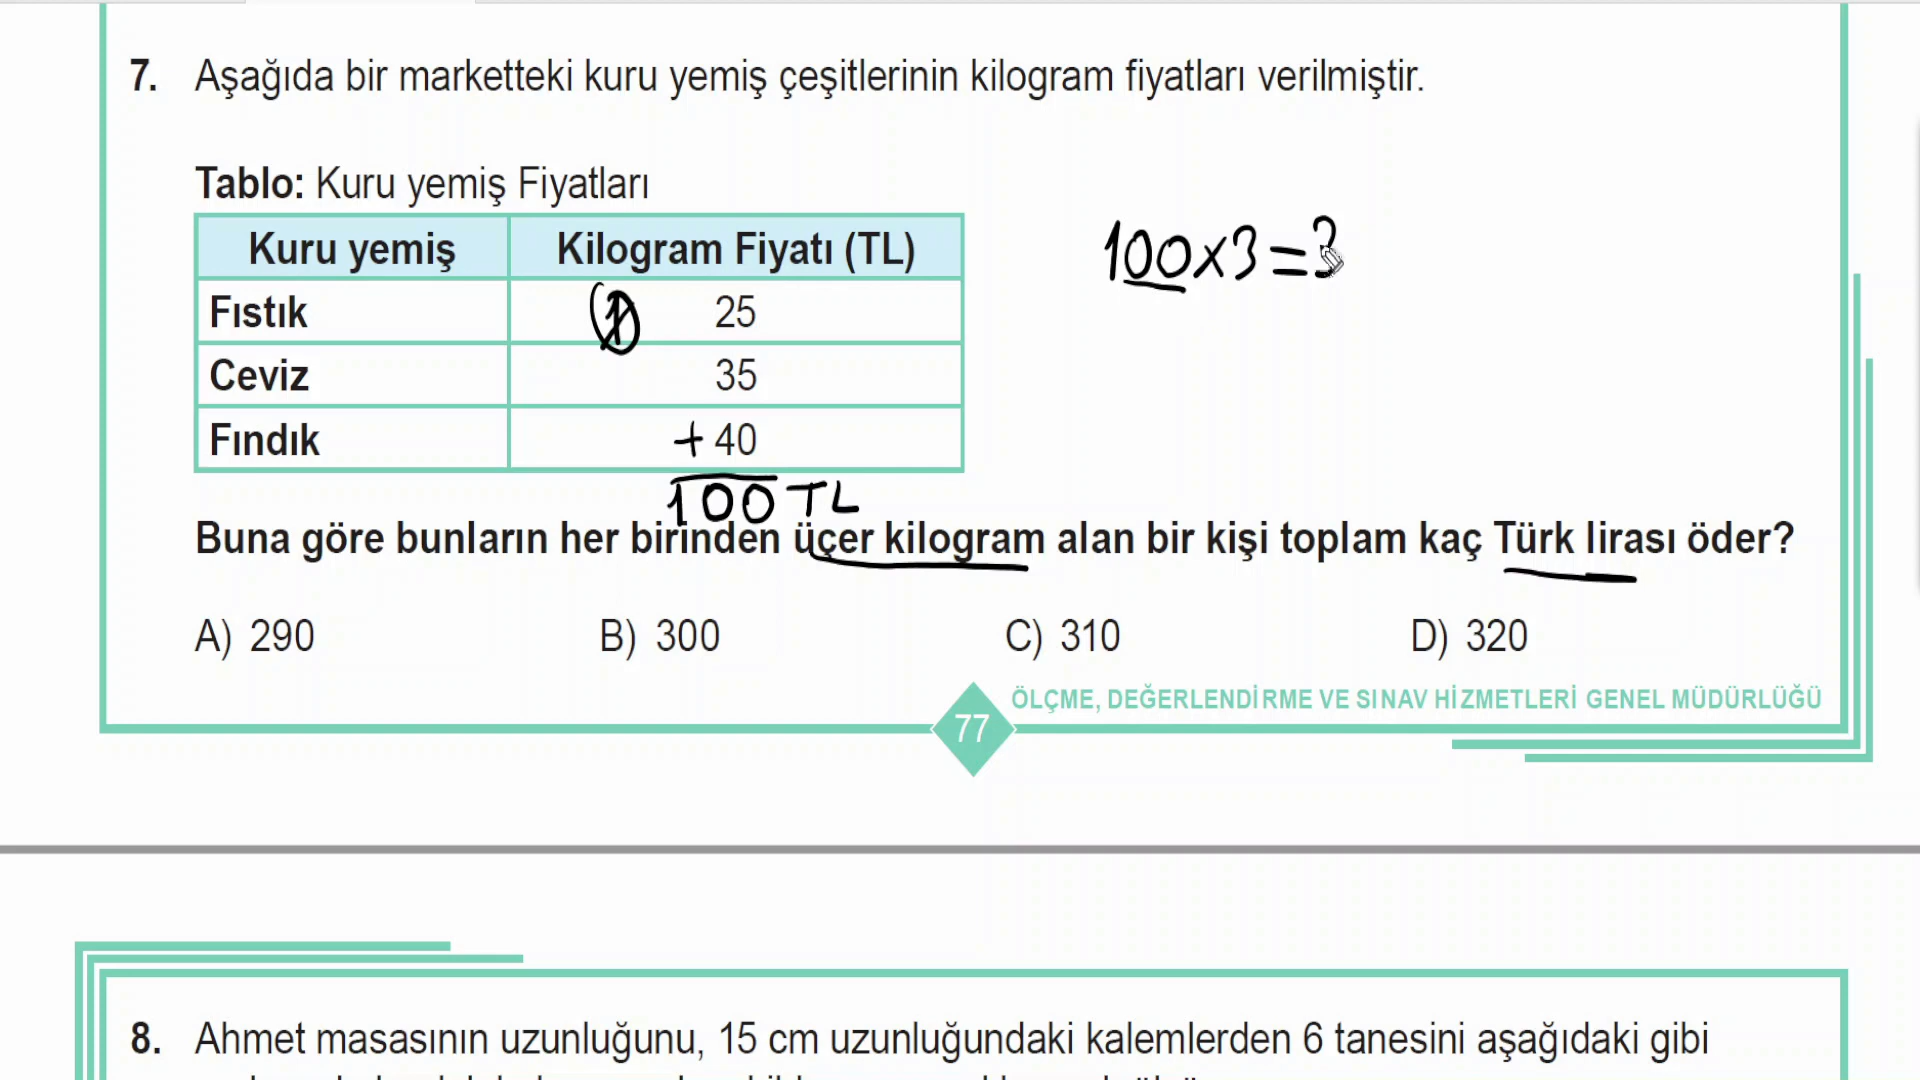 7. Aşağıda bir marketteki kuru yemiş çeşitlerinin kilogram fiyatları verilmiştir.
Tablo: Kuru yemiş Fiyatları
Kuru yemiş Kilogram Fiyatı (TL)
100x3=3
Fıstık 25
Ceviz 35
Fındık +40
100 TL
Buna göre bunların her birinden üçer kilogram alan bir kişi toplam kaç Türk lirası öder?
A) 290 B) 300 C) 310 D) 320
ÖLÇME, DEĞERLENDİRME VE SINAV HİZMETLERİ GENEL MÜDÜRLÜĞÜ
77
8. Ahmet masasının uzunluğunu, 15 cm uzunluğundaki kalemlerden 6 tanesini aşağıdaki gibi